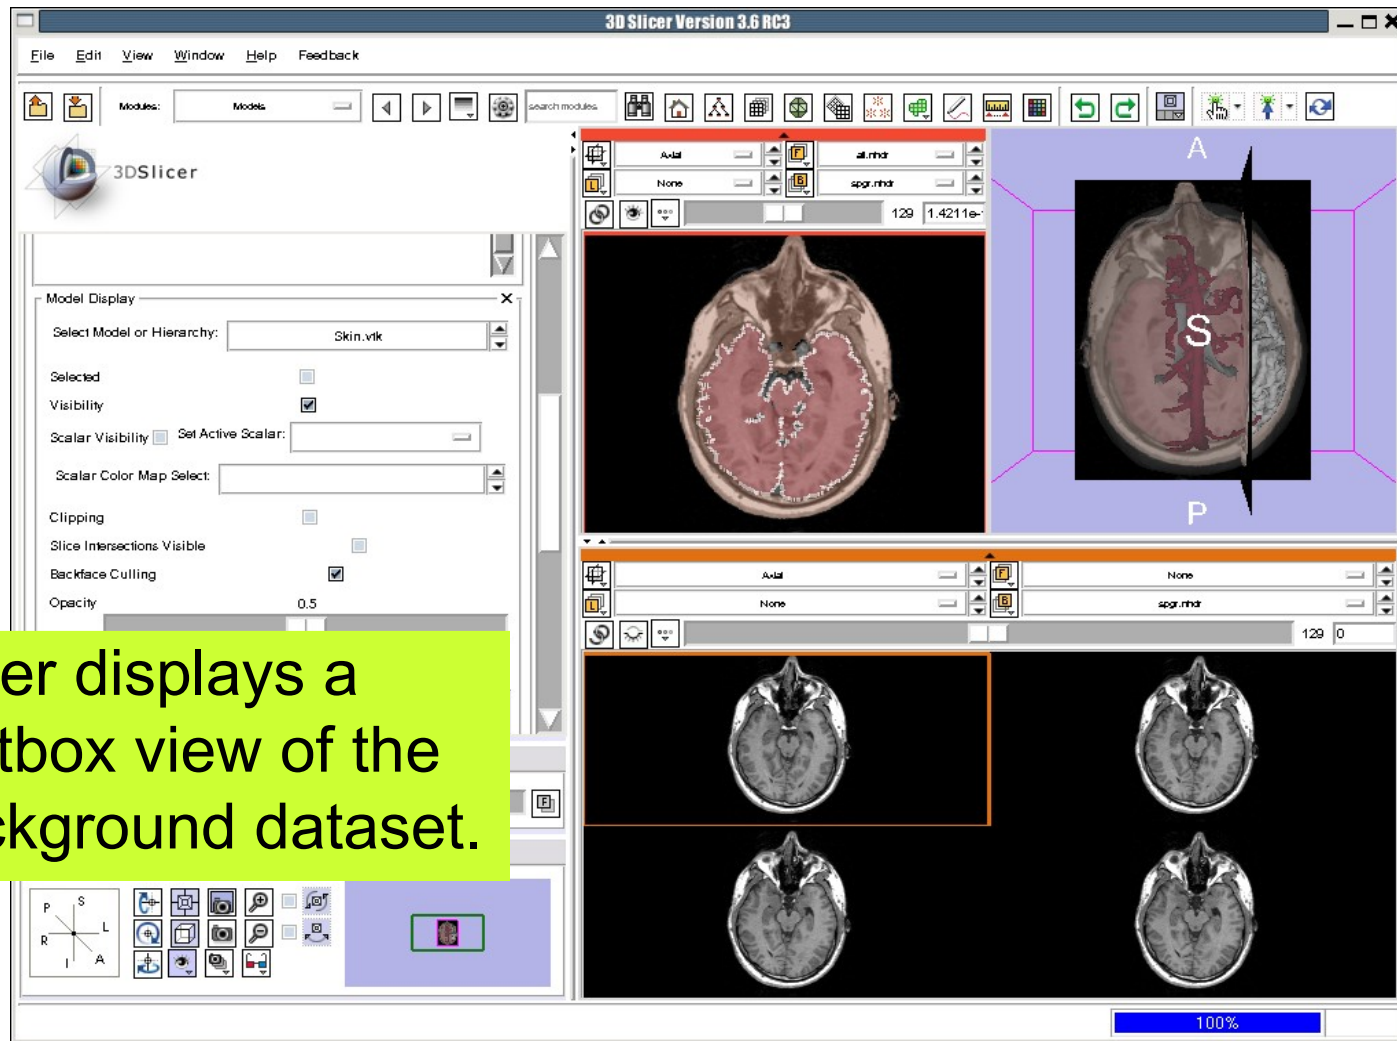 3D Slicer Version 3.6 RC3
File Edit View Window Help Feedback
Modules: Models search modules
3DSlicer
Model Display
Select Model or Hierarchy: Skin.vtk
Selected
Visibility
Scalar Visibility Set Active Scalar:
Scalar Color Map Select:
Clipping
Slice Intersections Visible
Backface Culling
Opacity 0.5
er displays a
tbox view of the
ckground dataset.
P S L R I A
Axial F all.nhdr
L None B spgr.nhdr
129 1.4211e-
A
S
P
Axial F None
L None B spgr.nhdr
129 0
F
100%